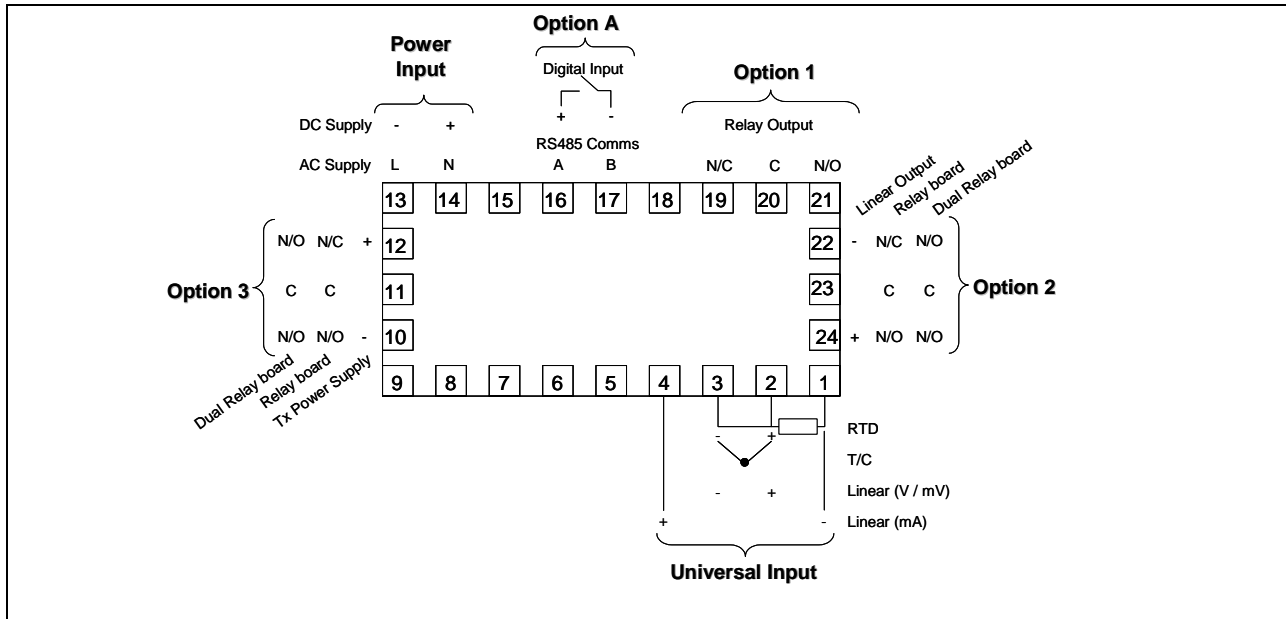 Option A
Power
Input
Digital Input
Option 1
DC Supply - +
+ -
Relay Output
RS485 Comms
AC Supply L N
A B
N/C C N/O
13 14 15 16 17 18 19 20 21
Linear Output
Relay board
Dual Relay board
N/O N/C + 12
22 - N/C N/O
Option 3
C C 11
23 C C
Option 2
N/O N/O - 10
24 + N/O N/O
Dual Relay board
Relay board
Tx Power Supply
9 8 7 6 5 4 3 2 1
RTD
- +
T/C
- + Linear (V / mV)
+ - Linear (mA)
Universal Input